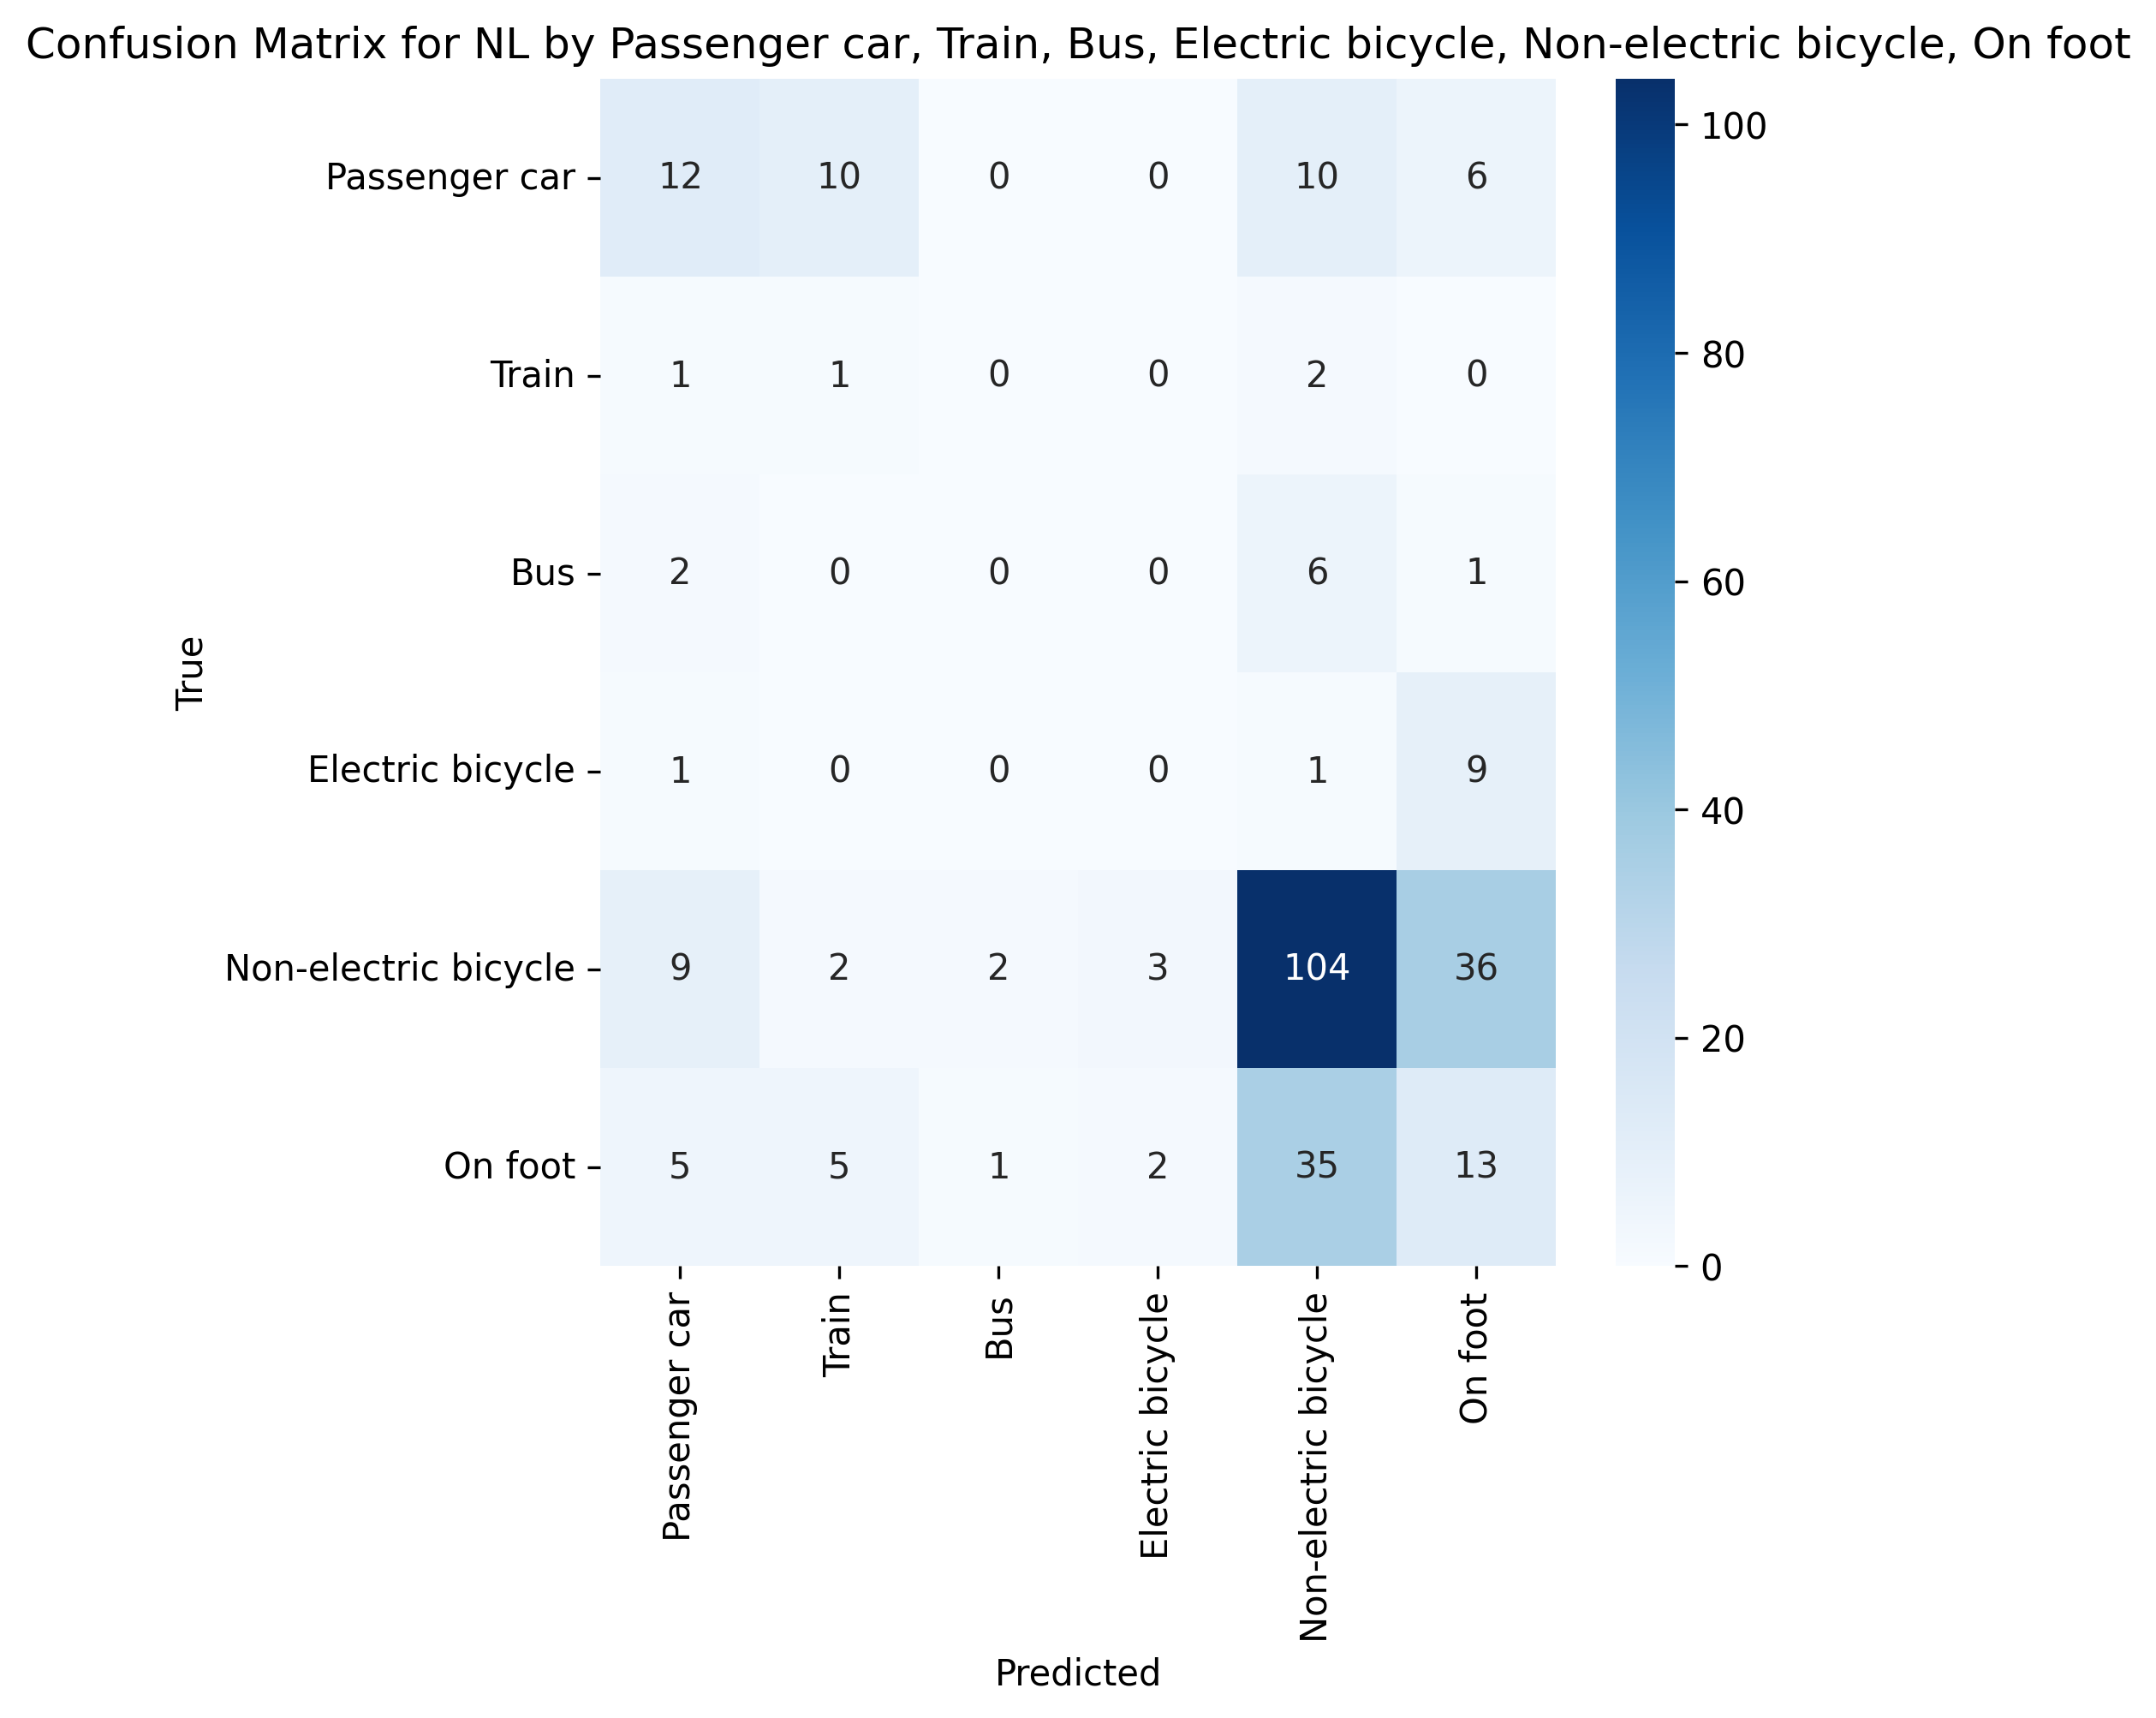 Confusion Matrix for NL by Passenger car, Train, Bus, Electric bicycle, Non-electric bicycle, On foot
True
Passenger car 12 10 0 0 10 6
Train 1 1 0 0 2 0
Bus 2 0 0 0 6 1
Electric bicycle 1 0 0 0 1 9
Non-electric bicycle 9 2 2 3 104 36
On foot 5 5 1 2 35 13
Passenger car
Train
Bus
Electric bicycle
Non-electric bicycle
On foot
Predicted
100
80
60
40
20
0